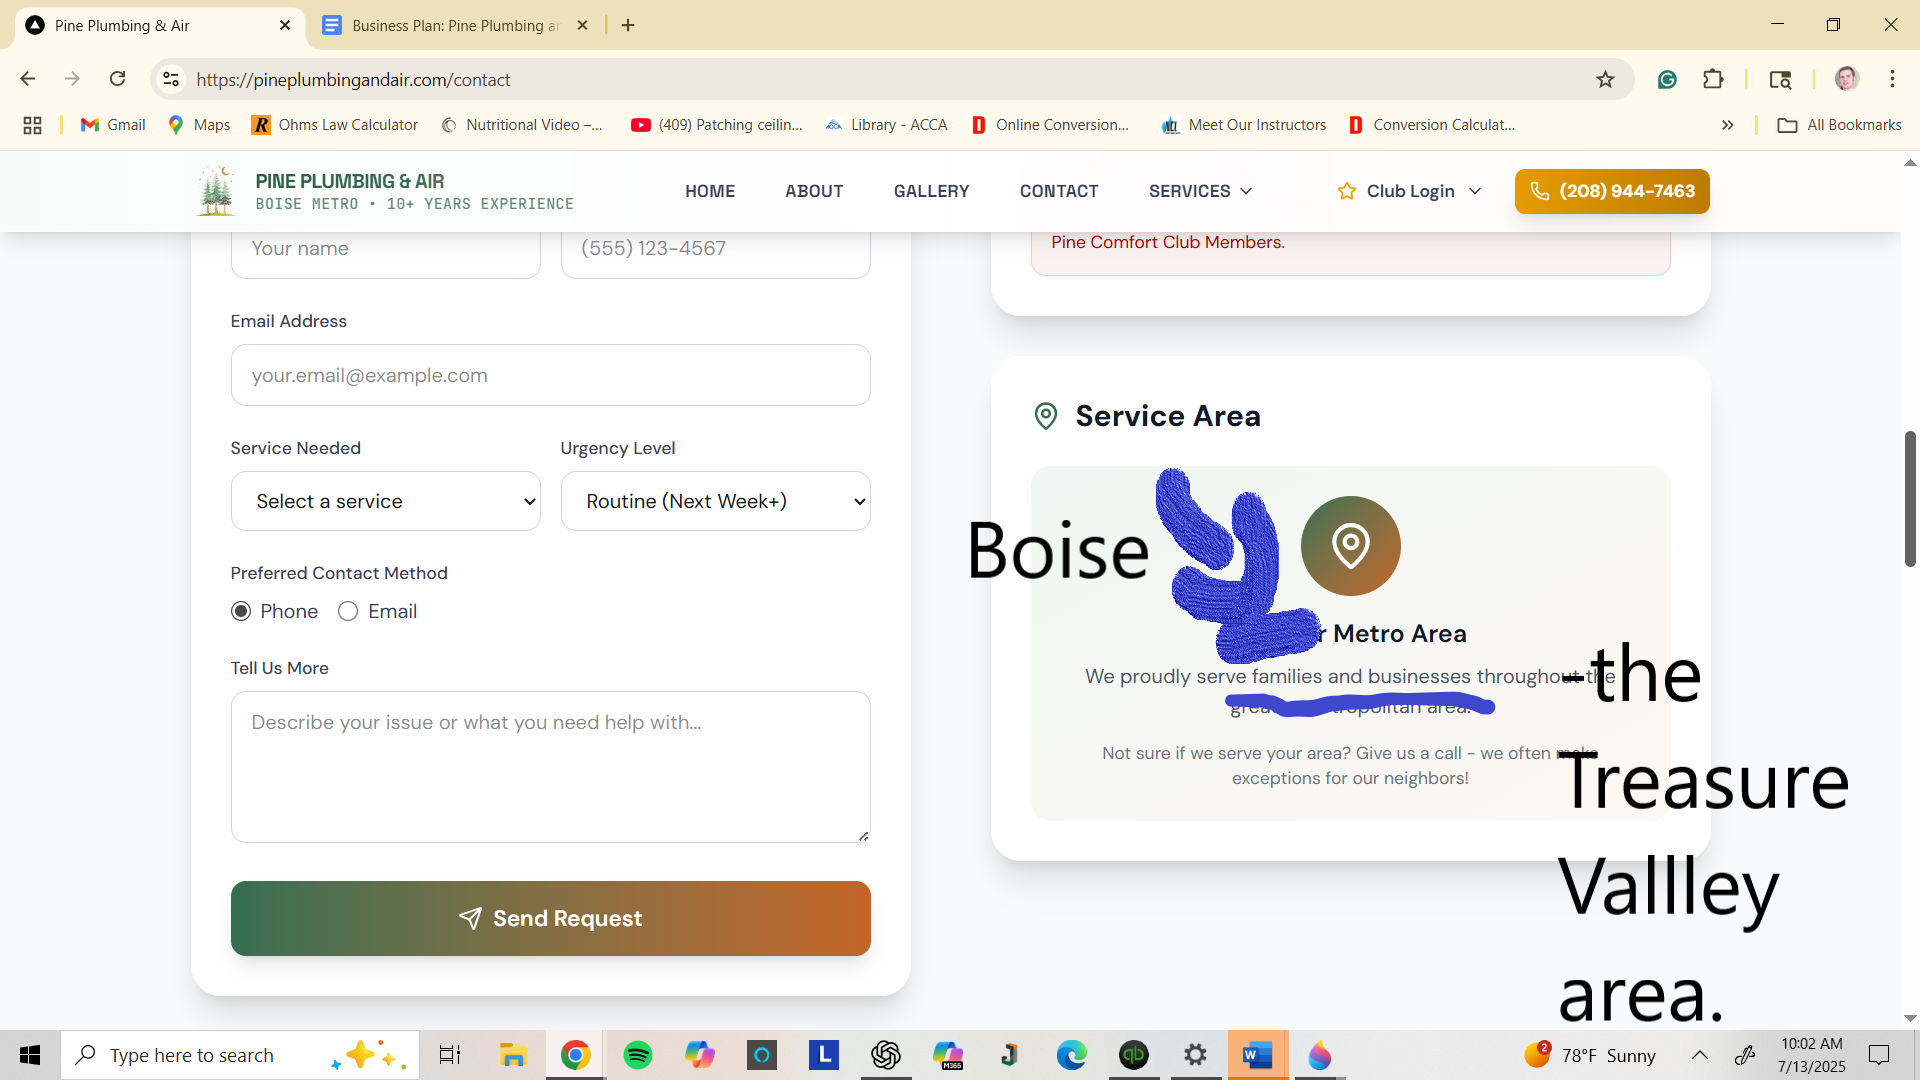 Pine Plumbing & Air
Business Plan: Pine Plumbing ar
https://pineplumbingandair.com/contact
Gmail
Maps
Ohms Law Calculator
Nutritional Video –...
(409) Patching ceilin...
Library - ACCA
Online Conversion...
Meet Our Instructors
Conversion Calculat...
All Bookmarks
PINE PLUMBING & AIR
BOISE METRO • 10+ YEARS EXPERIENCE
HOME
ABOUT
GALLERY
CONTACT
SERVICES
Club Login
(208) 944-7463
Your name
(555) 123-4567
Email Address
your.email@example.com
Service Needed
Urgency Level
Select a service
Routine (Next Week+)
Preferred Contact Method
Phone
Email
Tell Us More
Describe your issue or what you need help with...
Send Request
Pine Comfort Club Members.
Service Area
Boise
Metro Area
We proudly serve families and businesses throughout the
area.
Not sure if we serve your area? Give us a call - we often make
exceptions for our neighbors!
-the
Treasure
Vallley
area.
Type here to search
2
78°F Sunny
10:02 AM
7/13/2025